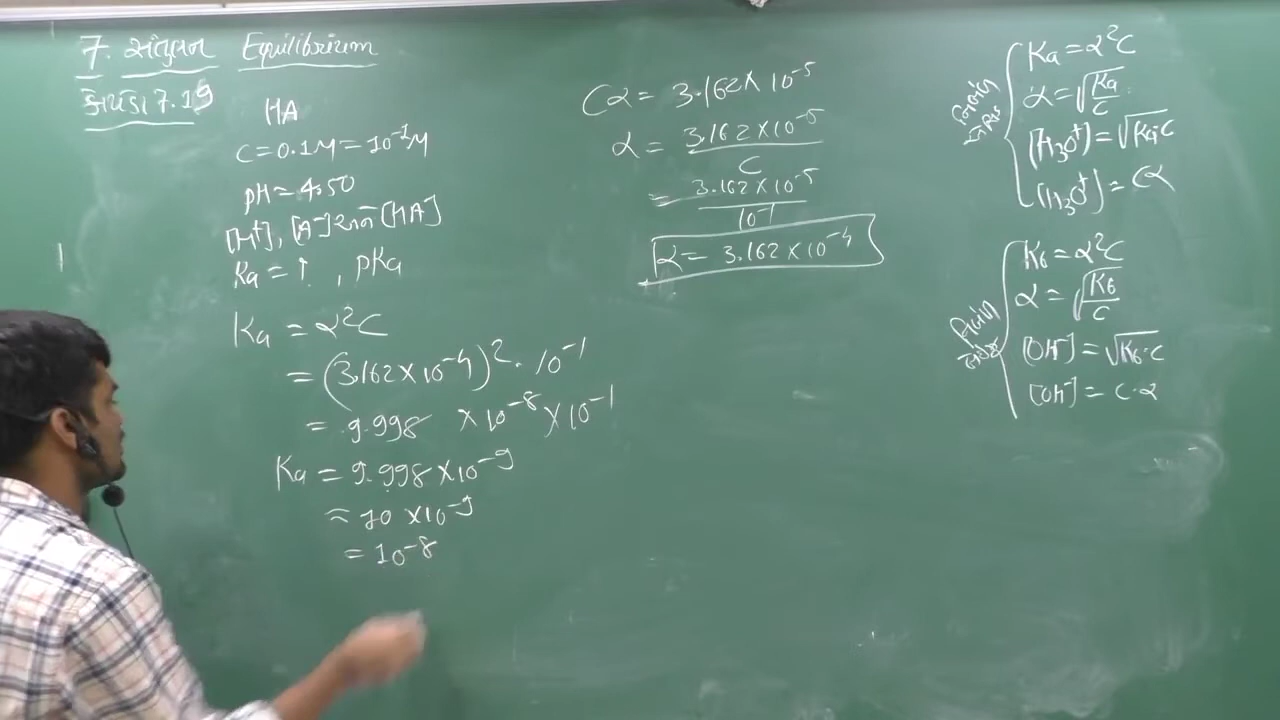 7. સંતુલન Equilibrium
7.19
HA
C = 0.1M = 10⁻¹M
pH = 4.50
[H⁺], [A⁻] અને [HA]
Ka = ? , pKa
Ka = α²C
= (3.162 × 10⁻⁴)² · 10⁻¹
= 9.998 × 10⁻⁸ × 10⁻¹
Ka = 9.998 × 10⁻⁹
≈ 10 × 10⁻⁹
= 10⁻⁸
Cα = 3.162 × 10⁻⁵
α = 3.162 × 10⁻⁵
C
= 3.162 × 10⁻⁵
10⁻¹
α = 3.162 × 10⁻⁴
Ka = α²C
α = √Ka/C
[H₃O⁺] = √Ka·C
[H₃O⁺] = Cα
Kb = α²C
α = √Kb/C
[OH⁻] = √Kb·C
[OH⁻] = C·α